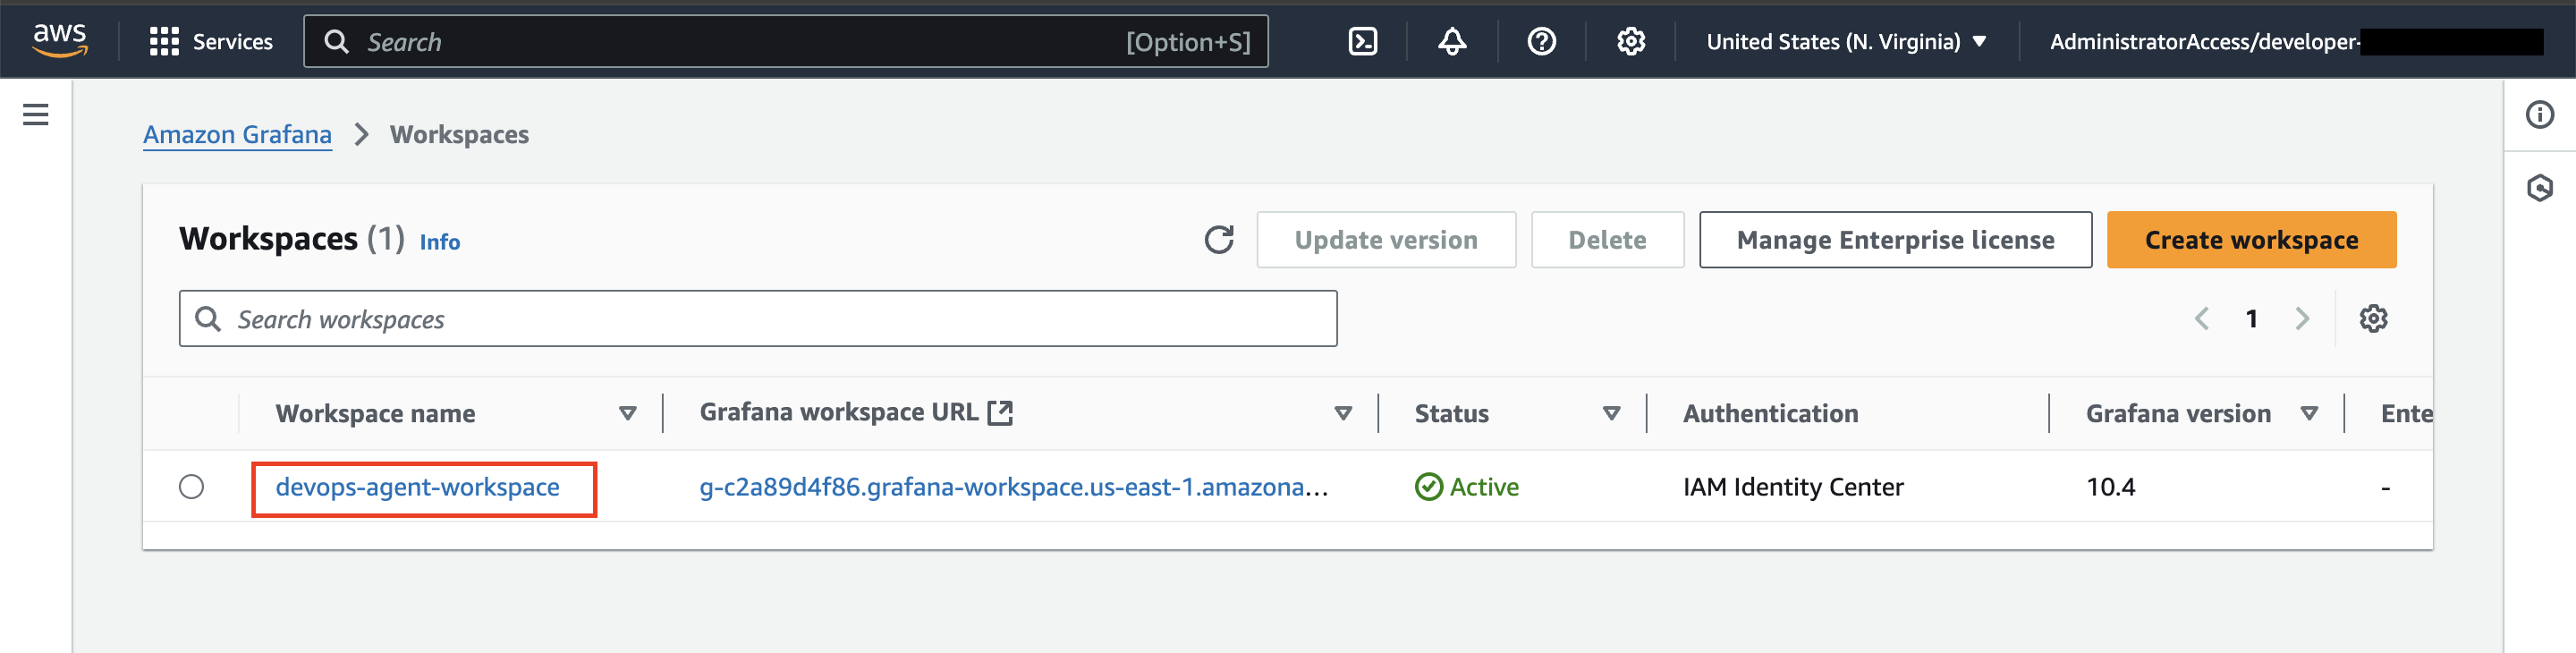 aws Services Search [Option+S] United States (N. Virginia) AdministratorAccess/developer-
Amazon Grafana Workspaces
Workspaces (1) Info Update version Delete Manage Enterprise license Create workspace
Search workspaces 1
Workspace name Grafana workspace URL Status Authentication Grafana version Ente
devops-agent-workspace g-c2a89d4f86.grafana-workspace.us-east-1.amazona... Active IAM Identity Center 10.4 -